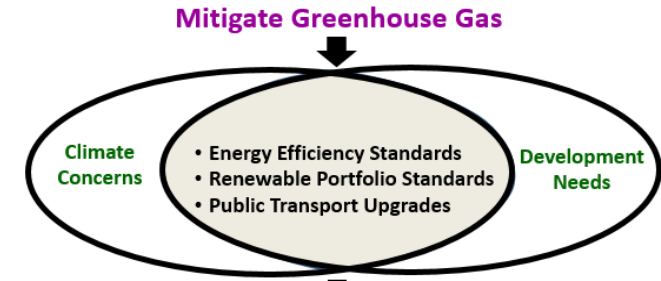 Mitigate Greenhouse Gas
Climate
Concerns
• Energy Efficiency Standards
• Renewable Portfolio Standards
• Public Transport Upgrades
Development
Needs